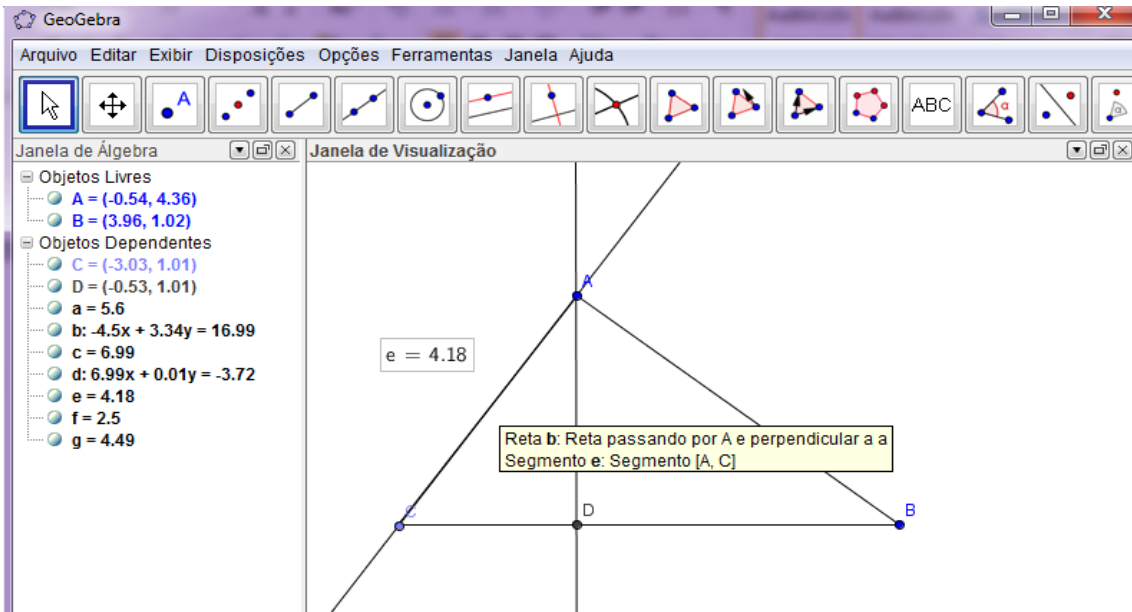 GeoGebra
Arquivo Editar Exibir Disposições Opções Ferramentas Janela Ajuda
A
ABC
α
Janela de Álgebra
Janela de Visualização
Objetos Livres
A = (-0.54, 4.36)
B = (3.96, 1.02)
Objetos Dependentes
C = (-3.03, 1.01)
D = (-0.53, 1.01)
a = 5.6
b: -4.5x + 3.34y = 16.99
c = 6.99
d: 6.99x + 0.01y = -3.72
e = 4.18
f = 2.5
g = 4.49
A
e = 4.18
Reta b: Reta passando por A e perpendicular a a
Segmento e: Segmento [A, C]
C
D
B